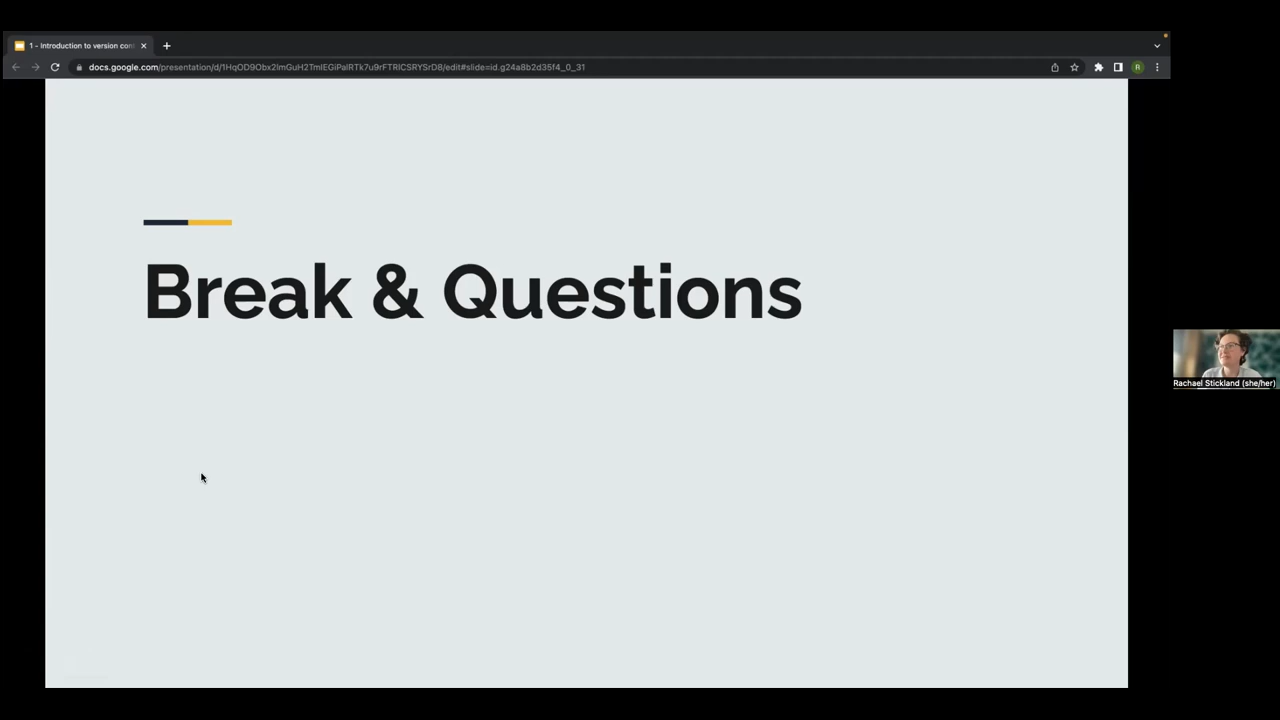 1 - Introduction to version con
docs.google.com/presentation/d/1HqOD9Obx2lmGuH2TmIEGiPalRTk7u9rFTRlCSRYSrD8/edit#slide=id.g24a8b2d35f4_0_31
R
Break & Questions
Rachael Stickland (she/her)